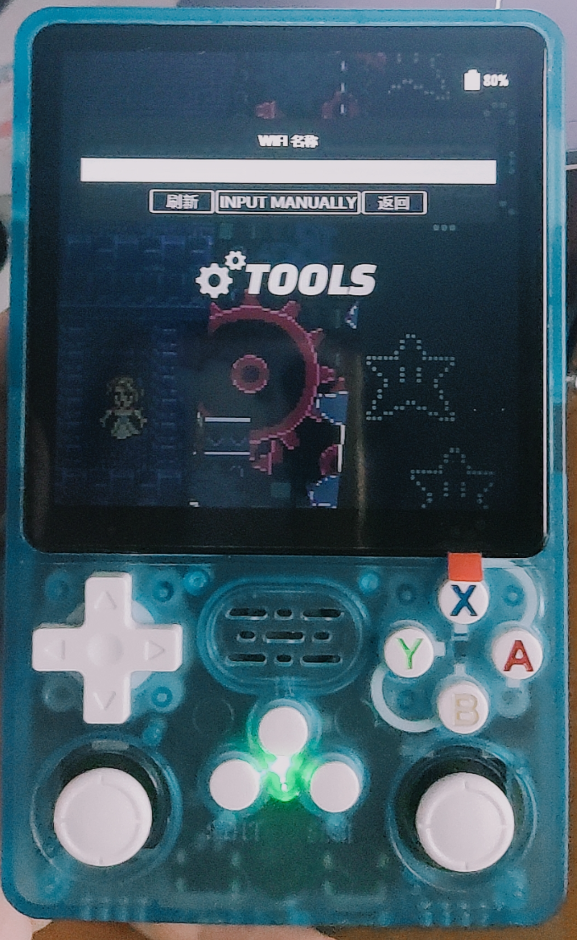 80%
WIFI 名称
刷新 INPUT MANUALLY 返回
TOOLS
X
Y A
B